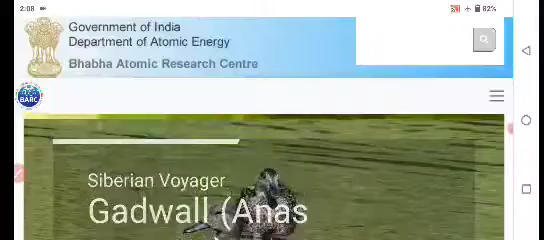 2:08
82%
Government of India
Department of Atomic Energy
Bhabha Atomic Research Centre
BARC
Siberian Voyager
Gadwall (Anas